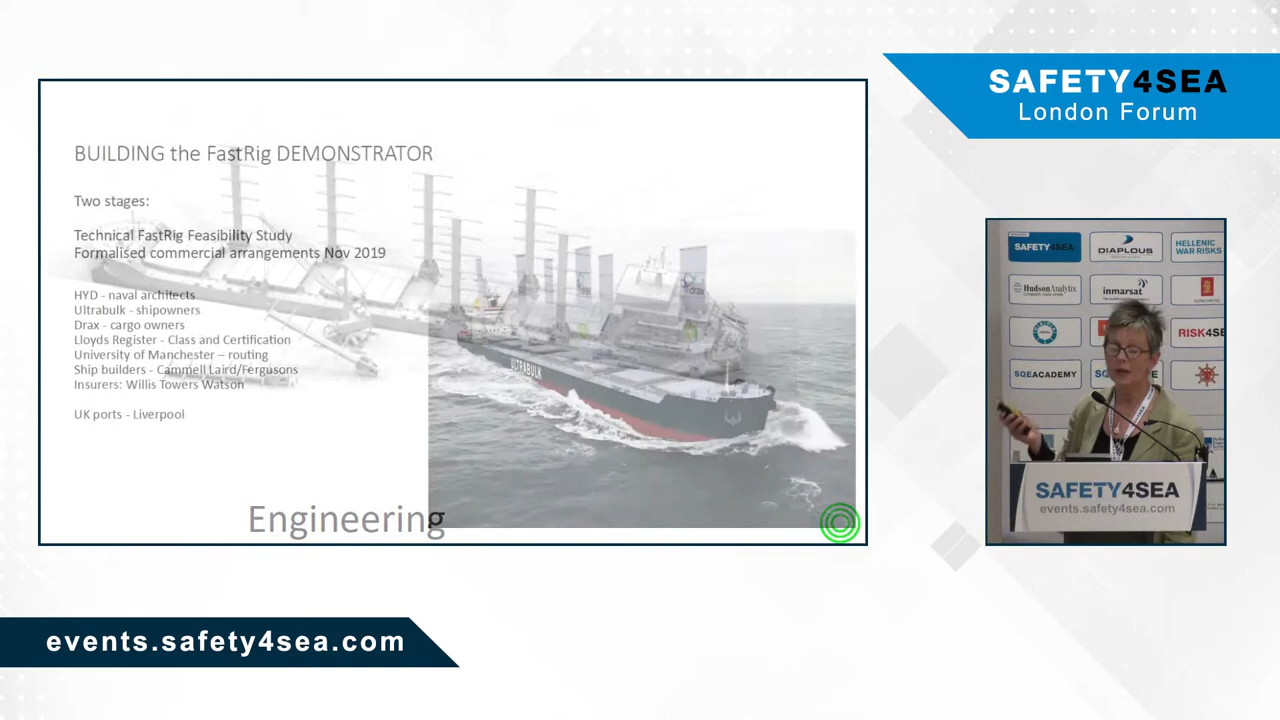 SAFETY4SEA
London Forum
BUILDING the FastRig DEMONSTRATOR
Two stages:
Technical FastRig Feasibility Study
Formalised commercial arrangements Nov 2019
HYD - naval architects
Ultrabulk - shipowners
Drax - cargo owners
Lloyds Register - Class and Certification
University of Manchester – routing
Ship builders - Cammell Laird/Fergusons
Insurers: Willis Towers Watson
UK ports - Liverpool
Engineering
drax
ULTRABULK
SAFETY4SEA
DIAPLOUS
HELLENIC
WAR RISKS
HudsonAnalytix
inmarsat
RISK4SE
SQEACADEMY
SAFETY4SEA
events.safety4sea.com
events.safety4sea.com